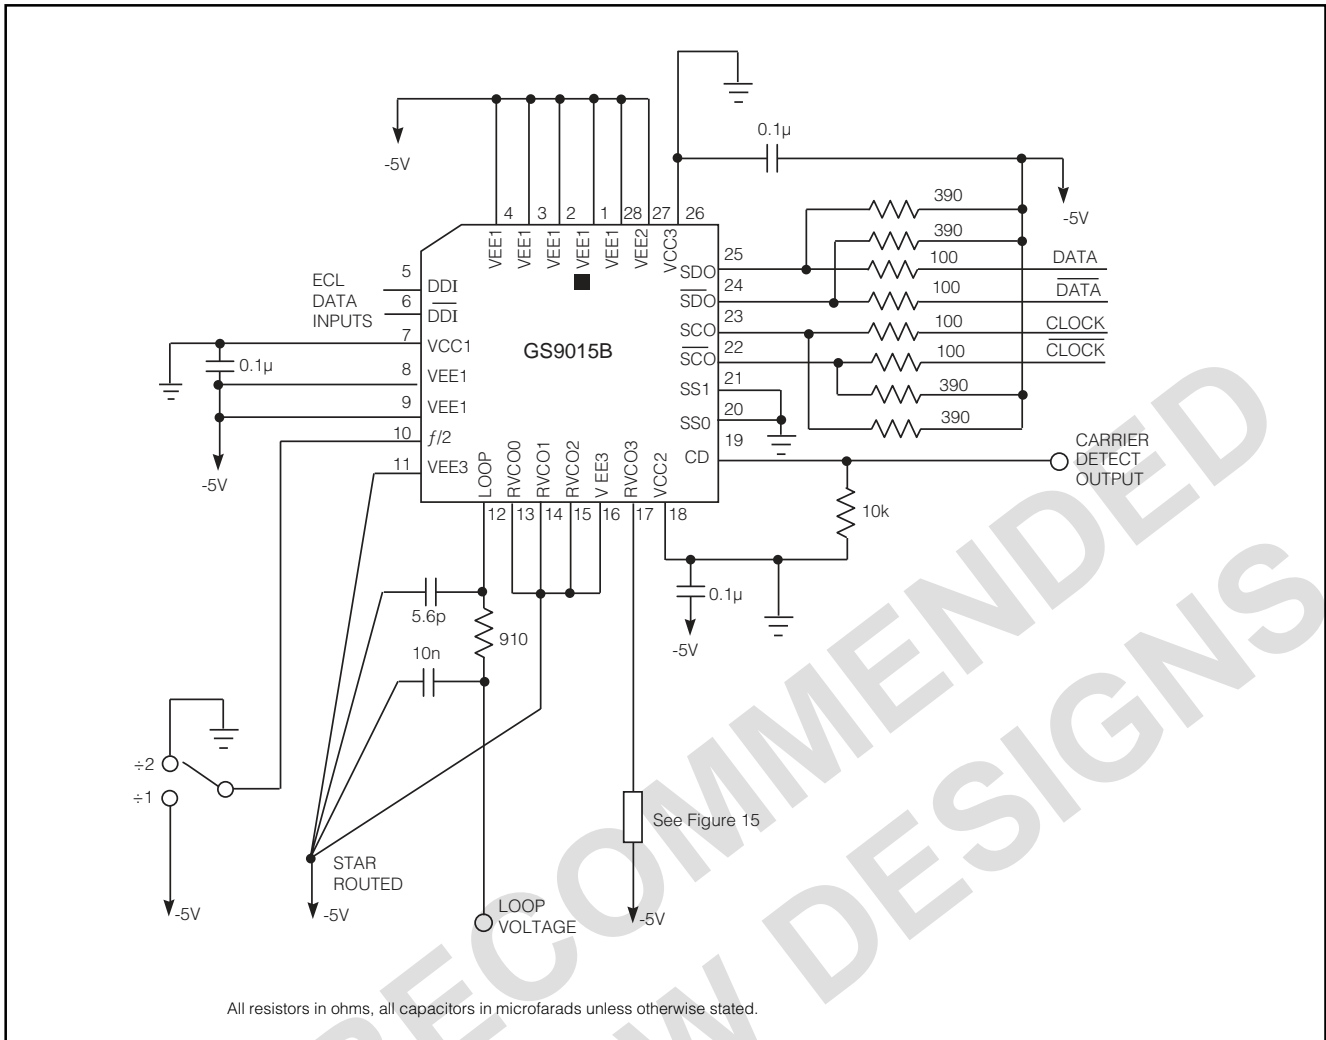 0.1µ
-5V
-5V
390
390
4 3 2 1 28 27 26
VEE1 VEE1 VEE1 VEE1 VEE1 VEE2 VCC3
25
SDO
100
DATA
24
SDO
100
DATA
23
SCO
100
CLOCK
22
SCO
100
CLOCK
21
SS1
390
20
SS0
390
19
CD
CARRIER
DETECT
OUTPUT
10k
ECL
DATA
INPUTS
5
DDI
6
DDI
7
VCC1
0.1µ
8
VEE1
9
VEE1
10
f/2
11
VEE3
-5V
GS9015B
LOOP RVCO0 RVCO1 RVCO2 V EE3 RVCO3 VCC2
12 13 14 15 16 17 18
5.6p
910
10n
0.1µ
-5V
÷2
÷1
-5V
STAR
ROUTED
-5V
LOOP
VOLTAGE
See Figure 15
-5V
All resistors in ohms, all capacitors in microfarads unless otherwise stated.
RECOMMENDED
W DESIGNS